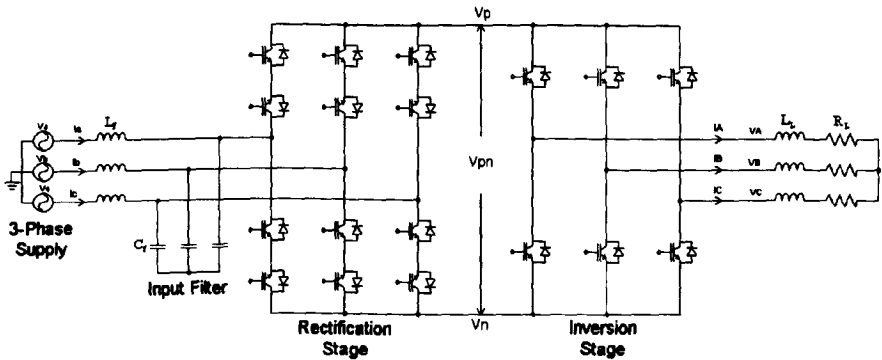 Vp
Va
Ia
Lf
Vb
Ib
Vc
Ic
3-Phase
Supply
Cf
Input Filter
Rectification
Stage
Vpn
Vn
Inversion
Stage
IA
VA
LL
RL
IB
VB
IC
VC